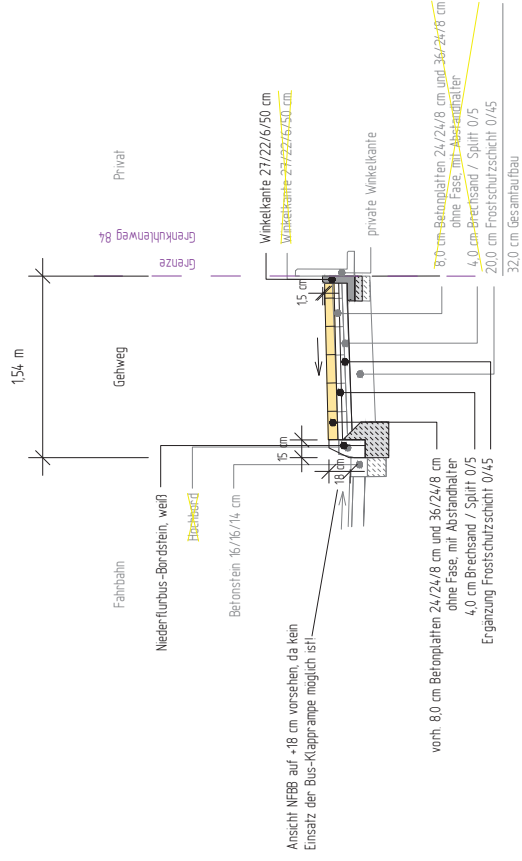 1,54 m
Fahrbahn
Gehweg
Privat
Grenkuhlenweg 84
Grenze
Niederflurbus-Bordstein, weiß
Hochbord
Betonstein 16/16/14 cm
Winkelkante 27/22/6/50 cm
Winkelkante 27/22/6/50 cm
private Winkelkante
15 cm
18 cm
1,5 cm
Ansicht NFBB auf +18 cm vorsehen, da kein
Einsatz der Bus-Klapprampe möglich ist!
vorh. 8,0 cm Betonplatten 24/24/8 cm und 36/24/8 cm
ohne Fase, mit Abstandhalter
4,0 cm Brechsand / Splitt 0/5
Ergänzung Frostschutzschicht 0/45
8,0 cm Betonplatten 24/24/8 cm und 36/24/8 cm
ohne Fase, mit Abstandhalter
4,0 cm Brechsand / Splitt 0/5
20,0 cm Frostschutzschicht 0/45
32,0 cm Gesamtaufbau